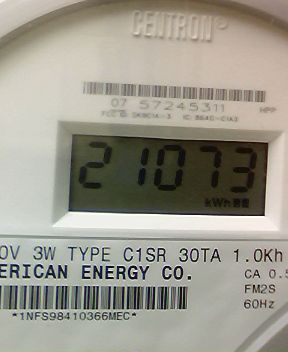 CENTRON®
07 57245311 HPP
21073
kWh
0V 3W TYPE C1SR 30TA 1.0Kh
ERICAN ENERGY CO.
CA 0.5
FM2S
60Hz
*1NFS98410366MEC*